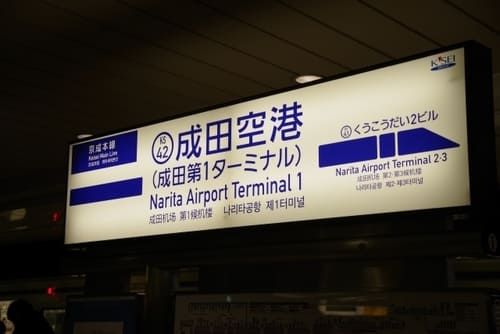 京成本線
Keisei Main Line
KS
42
成田空港
(成田第1ターミナル)
Narita Airport Terminal 1
成田机场 第1候机楼 나리타공항 제1터미널
KEISEI
KS
41
くうこうだい2ビル
Narita Airport Terminal 2·3
成田机场 第2·第3候机楼
나리타공항 제2·제3터미널